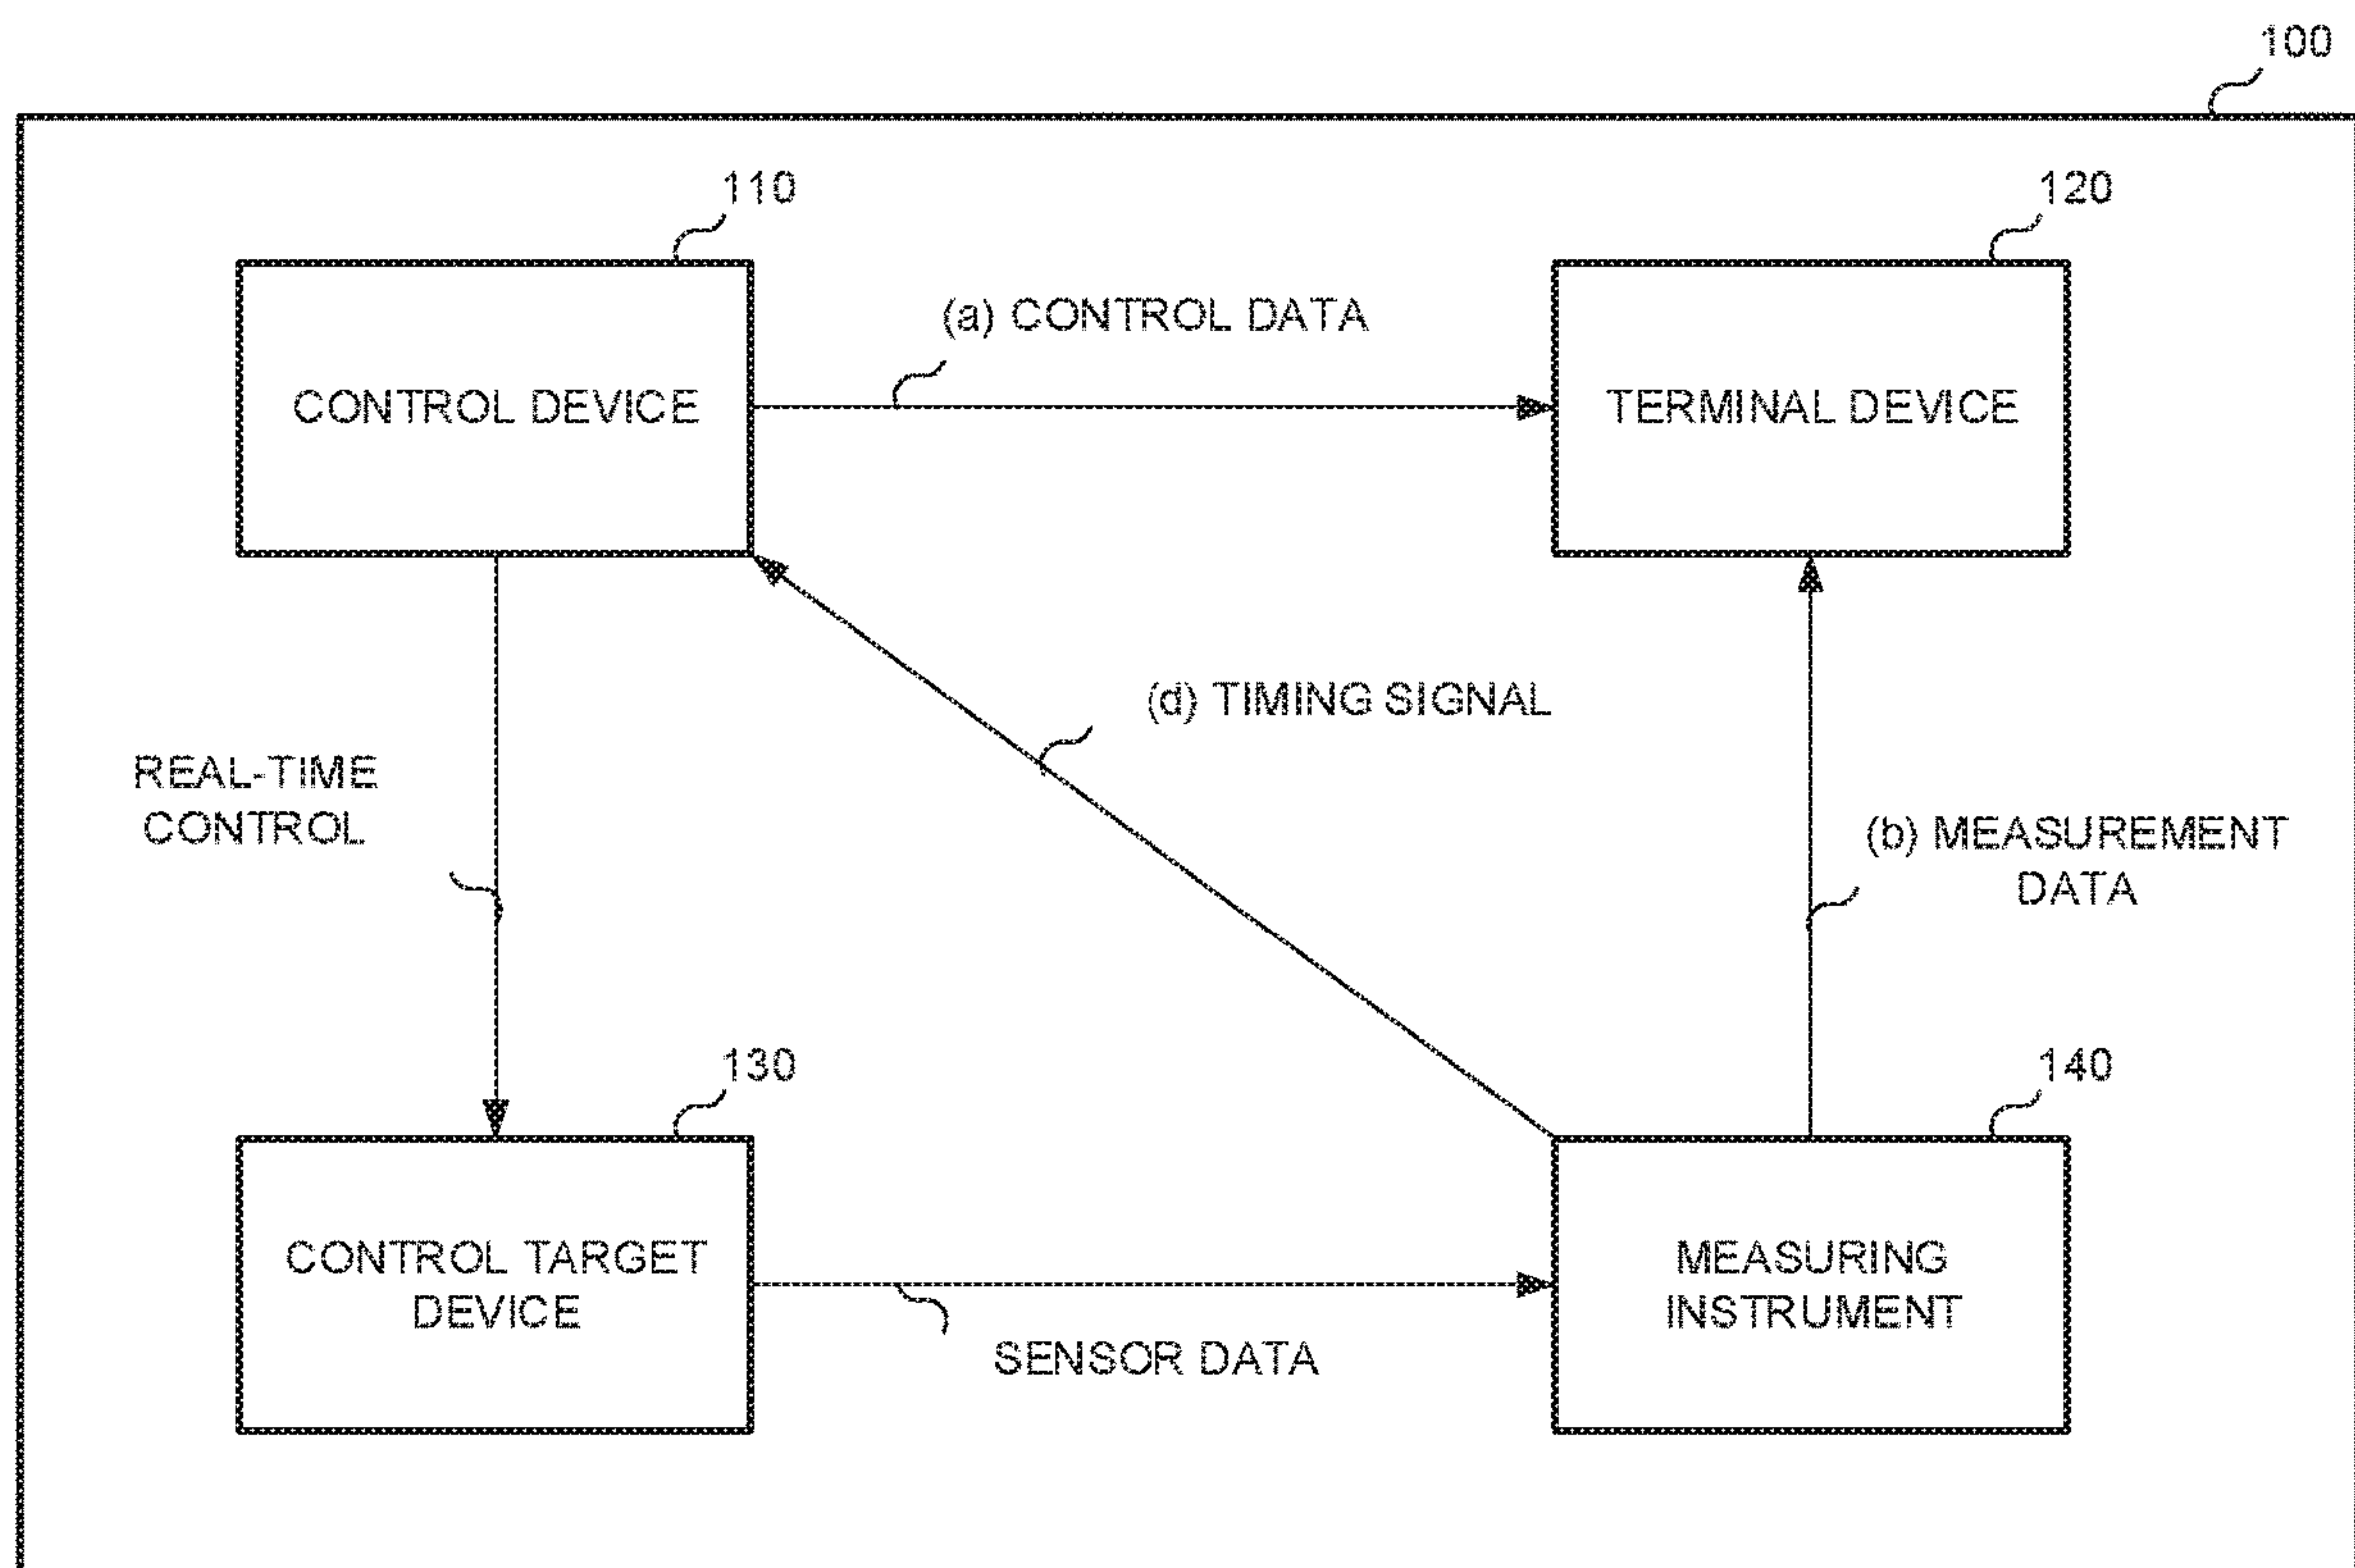 100
110
120
(a) CONTROL DATA
CONTROL DEVICE
TERMINAL DEVICE
(d) TIMING SIGNAL
REAL-TIME
CONTROL
(b) MEASUREMENT
DATA
130
140
CONTROL TARGET
DEVICE
MEASURING
INSTRUMENT
SENSOR DATA